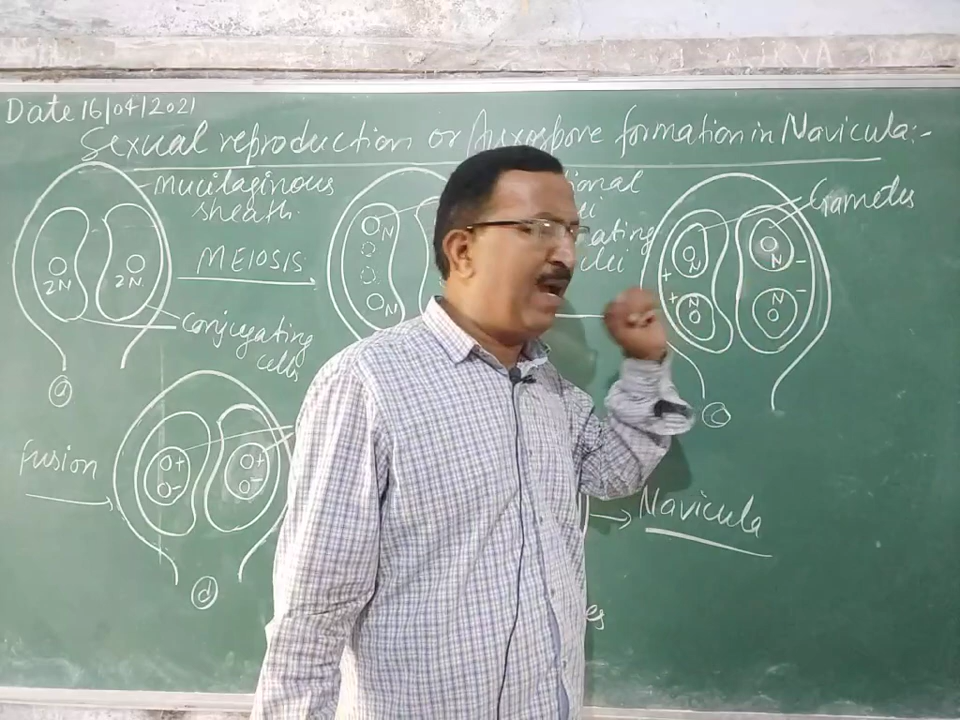 Date 16/04/2021
Sexual reproduction or Auxospore formation in Navicula:-
Mucilaginous
sheath.
2N
2N
MEIOSIS
Conjugating
cells
a
N
N
Gametes
N
N
N
N
+
+
-
-
c
Fusion
+
-
+
-
d
Navicula